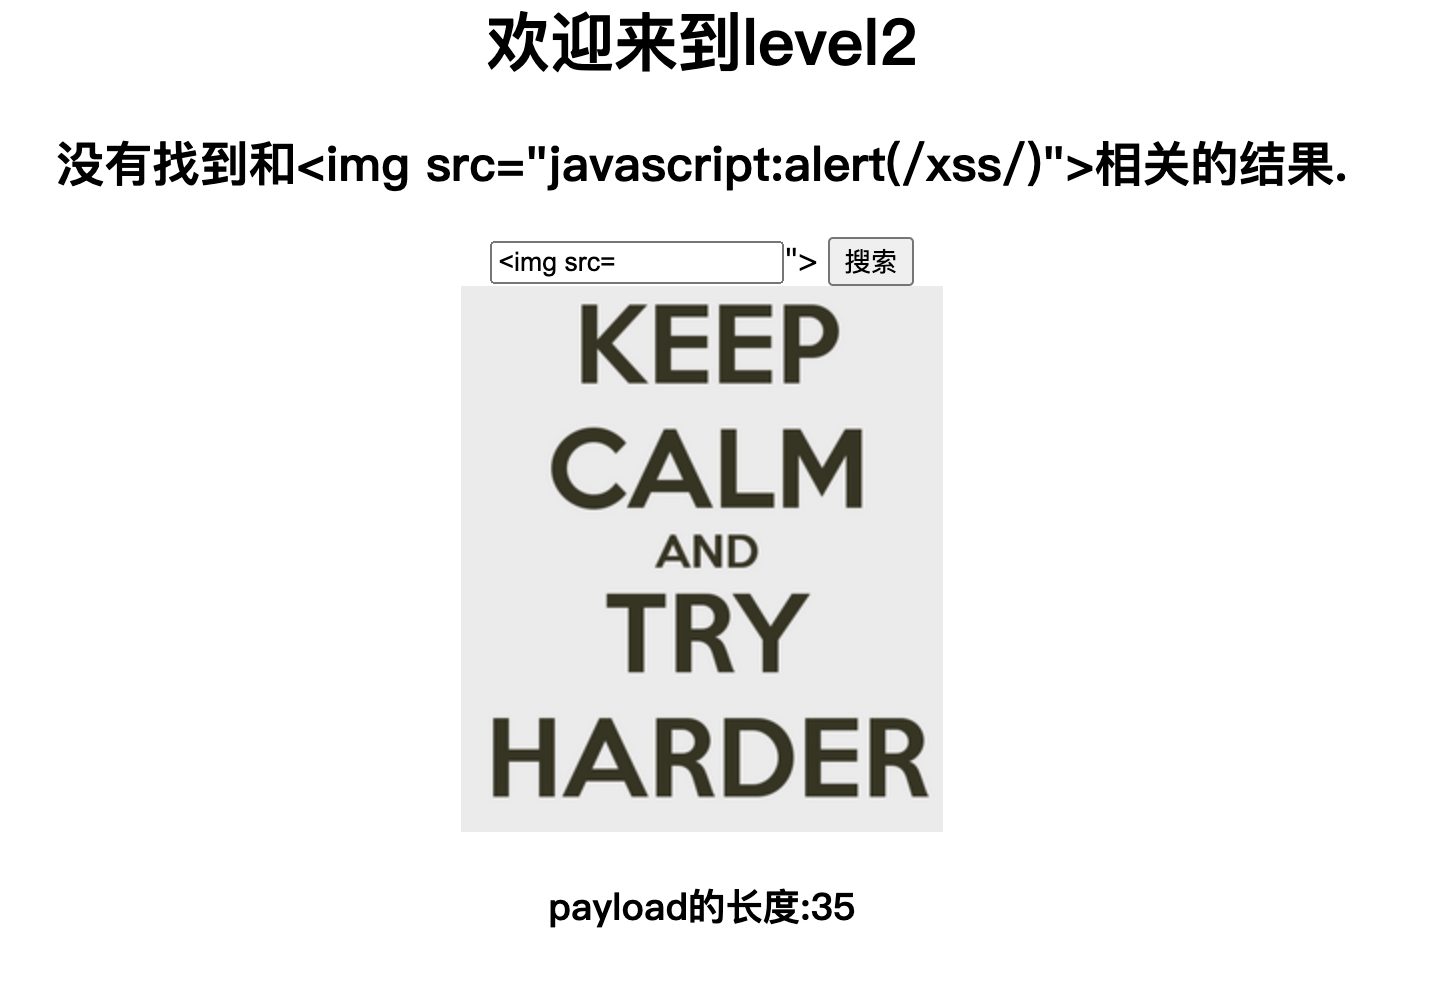 欢迎来到level2
没有找到和<img src="javascript:alert(/xss/)">相关的结果.
<img src= "> 搜索
KEEP
CALM
AND
TRY
HARDER
payload的长度:35